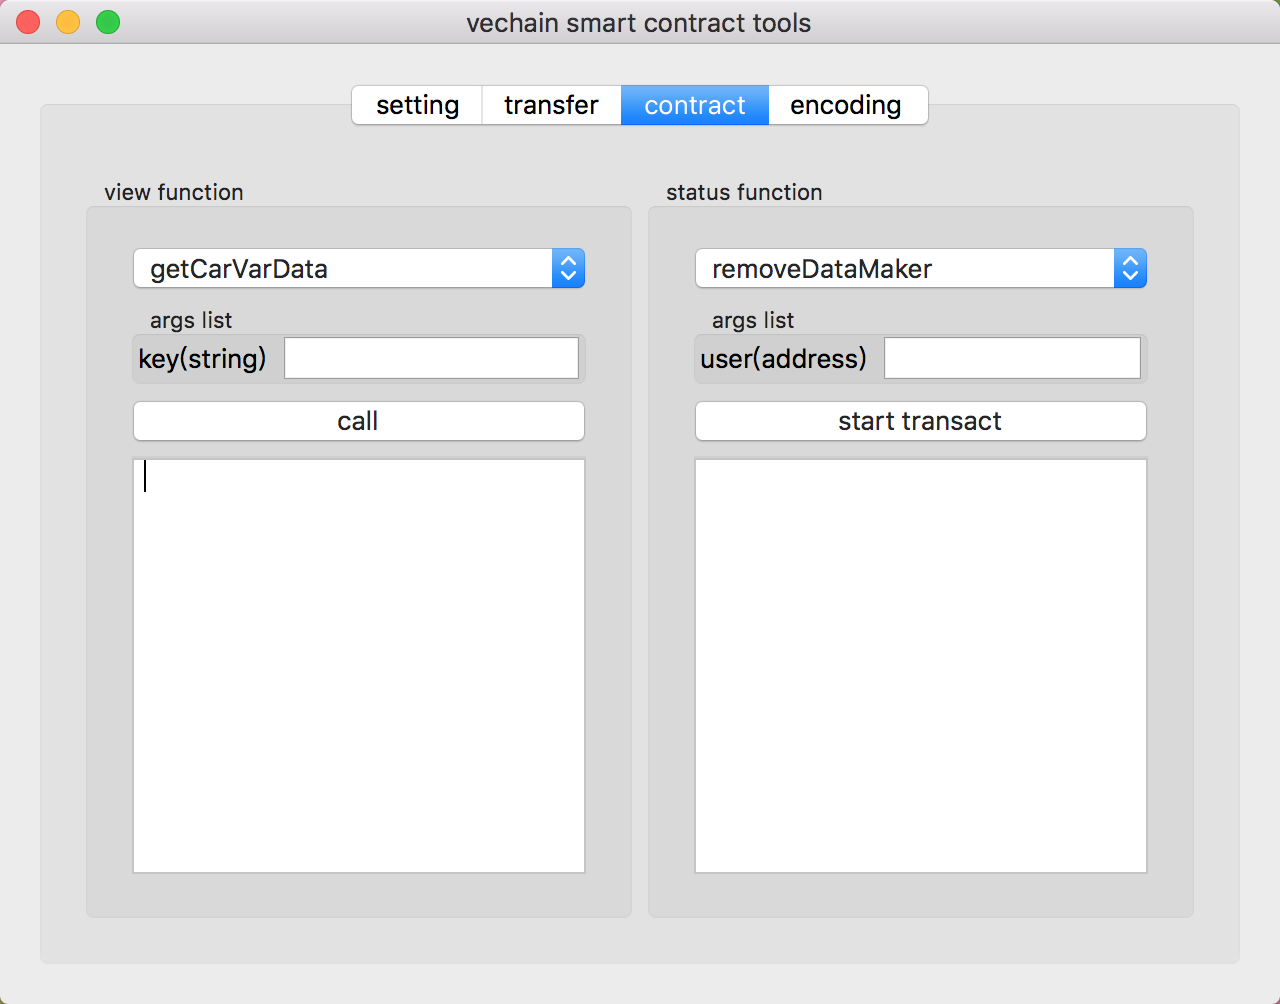 vechain smart contract tools
setting transfer contract encoding
view function
getCarVarData
args list
key(string)
call
status function
removeDataMaker
args list
user(address)
start transact